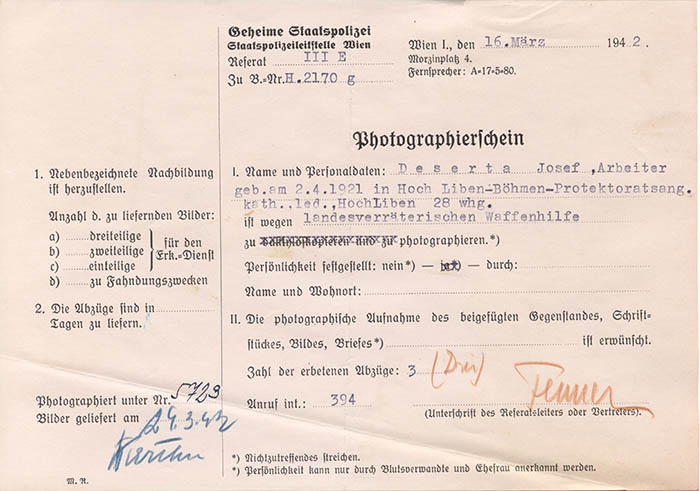 Geheime Staatspolizei
Staatspolizeileitstelle Wien
Referat III E
Zu B.-Nr. H.2170 g
Wien I., den 16.März 1942.
Morzinplatz 4.
Fernsprecher: A=17=5=80.
Photographierschein
1. Nebenbezeichnete Nachbildung
ist herzustellen.
Anzahl d. zu liefernden Bilder:
a) ........dreiteilige
b) ........zweiteilige
c) ........einteilige
für den
Erk.=Dienst
d) ........zu Fahndungszwecken
2. Die Abzüge sind in ................
Tagen zu liefern.
Photographiert unter Nr. 5723
Bilder geliefert am 24.3.42
M. R.
I. Name und Personaldaten: D e s e r t a Josef ,Arbeiter
geb.am 2.4.1921 in Hoch Liben-Böhmen-Protektoratsang.
kath.,led.,HochLiben 28 whg.
ist wegen landesverräterischen Waffenhilfe
zu photographieren.*)
Persönlichkeit festgestellt: nein*) — ja*) — durch:
Name und Wohnort:
II. Die photographische Aufnahme des beigefügten Gegenstandes, Schrift=
stückes, Bildes, Briefes*) ist erwünscht.
Zahl der erbetenen Abzüge: 3 (Drei)
Anruf int.: 394
(Unterschrift des Referatsleiters oder Vertreters).
*) Nichtzutreffendes streichen.
*) Persönlichkeit kann nur durch Blutsverwandte und Ehefrau anerkannt werden.